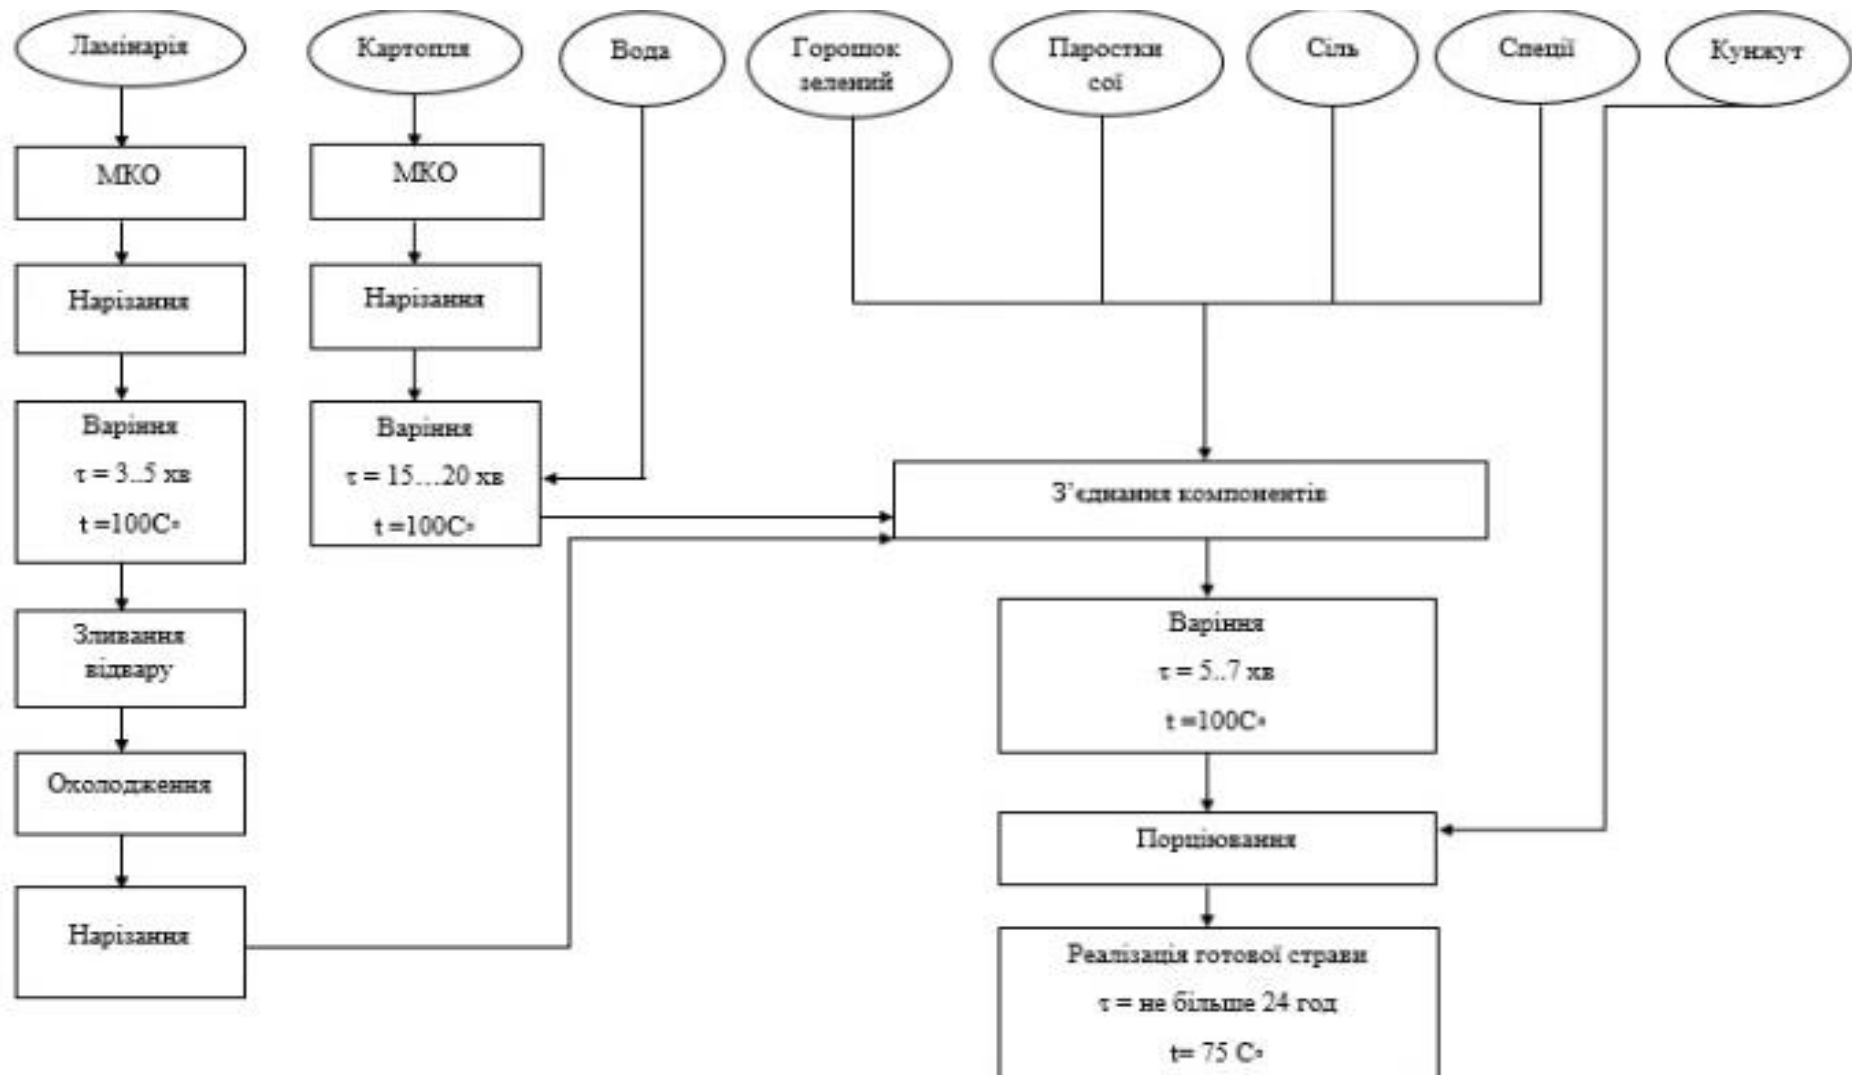 Ламінарія
Картопля
Вода
Горошок
зелений
Паростки
сої
Сіль
Спеції
Кунжут
МКО
МКО
Нарізання
Нарізання
Варіння
τ = 3..5 хв
t =100С°
Варіння
τ = 15…20 хв
t =100С°
З’єднання компонентів
Зливання
відвару
Варіння
τ = 5..7 хв
t =100С°
Охолодження
Порціювання
Нарізання
Реалізація готової страви
τ = не більше 24 год
t= 75 С°